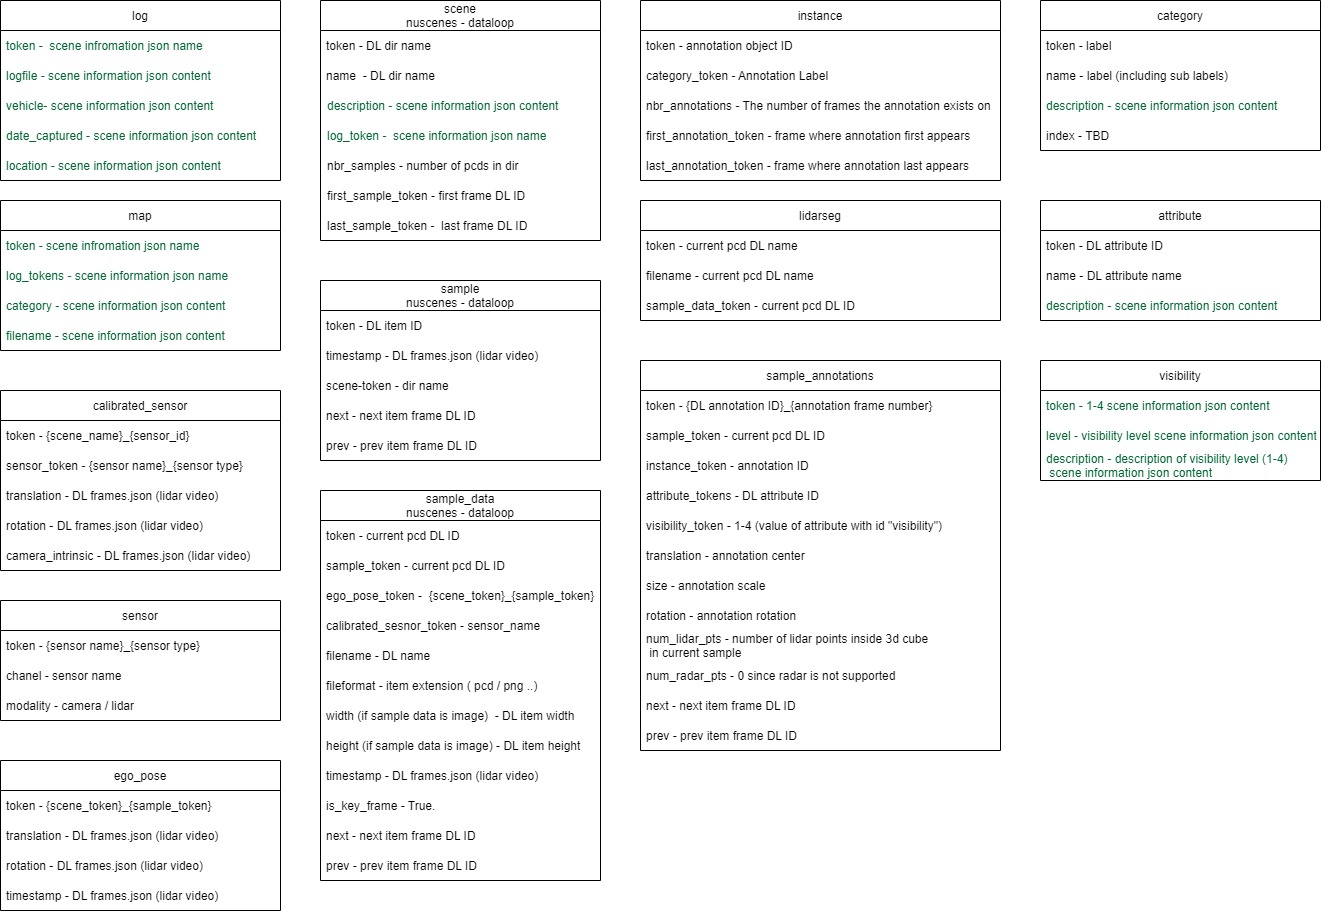 log
token -  scene infromation json name
logfile - scene information json content
vehicle- scene information json content
date_captured - scene information json content
location - scene information json content
map
token - scene infromation json name
log_tokens - scene information json name
category - scene information json content
filename - scene information json content
calibrated_sensor
token - {scene_name}_{sensor_id}
sensor_token - {sensor name}_{sensor type}
translation - DL frames.json (lidar video)
rotation - DL frames.json (lidar video)
camera_intrinsic - DL frames.json (lidar video)
sensor
token - {sensor name}_{sensor type}
chanel - sensor name
modality - camera / lidar
ego_pose
token - {scene_token}_{sample_token}
translation - DL frames.json (lidar video)
rotation - DL frames.json (lidar video)
timestamp - DL frames.json (lidar video)
scene
nuscenes - dataloop
token - DL dir name
name  - DL dir name
description - scene information json content
log_token -  scene information json name
nbr_samples - number of pcds in dir
first_sample_token - first frame DL ID
last_sample_token -  last frame DL ID
sample
nuscenes - dataloop
token - DL item ID
timestamp - DL frames.json (lidar video)
scene-token - dir name
next - next item frame DL ID
prev - prev item frame DL ID
sample_data
nuscenes - dataloop
token - current pcd DL ID
sample_token - current pcd DL ID
ego_pose_token -  {scene_token}_{sample_token}
calibrated_sesnor_token - sensor_name
filename - DL name
fileformat - item extension ( pcd / png ..)
width (if sample data is image)  - DL item width
height (if sample data is image) - DL item height
timestamp - DL frames.json (lidar video)
is_key_frame - True.
next - next item frame DL ID
prev - prev item frame DL ID
instance
token - annotation object ID
category_token - Annotation Label
nbr_annotations - The number of frames the annotation exists on
first_annotation_token - frame where annotation first appears
last_annotation_token - frame where annotation last appears
lidarseg
token - current pcd DL name
filename - current pcd DL name
sample_data_token - current pcd DL ID
sample_annotations
token - {DL annotation ID}_{annotation frame number}
sample_token - current pcd DL ID
instance_token - annotation ID
attribute_tokens - DL attribute ID
visibility_token - 1-4 (value of attribute with id "visibility")
translation - annotation center
size - annotation scale
rotation - annotation rotation
num_lidar_pts - number of lidar points inside 3d cube
in current sample
num_radar_pts - 0 since radar is not supported
next - next item frame DL ID
prev - prev item frame DL ID
category
token - label
name - label (including sub labels)
description - scene information json content
index - TBD
attribute
token - DL attribute ID
name - DL attribute name
description - scene information json content
visibility
token - 1-4 scene information json content
level - visibility level scene information json content
description - description of visibility level (1-4)
scene information json content